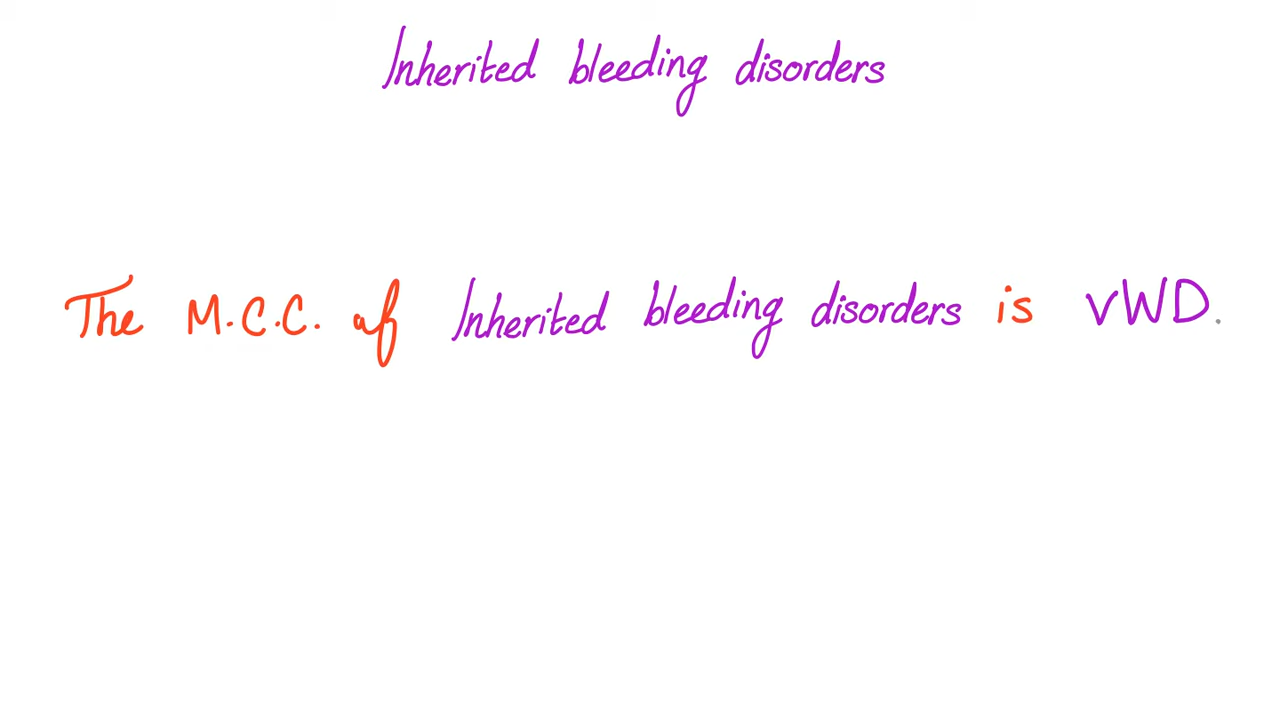 Inherited bleeding disorders
The M.C.C. of Inherited bleeding disorders is vWD.